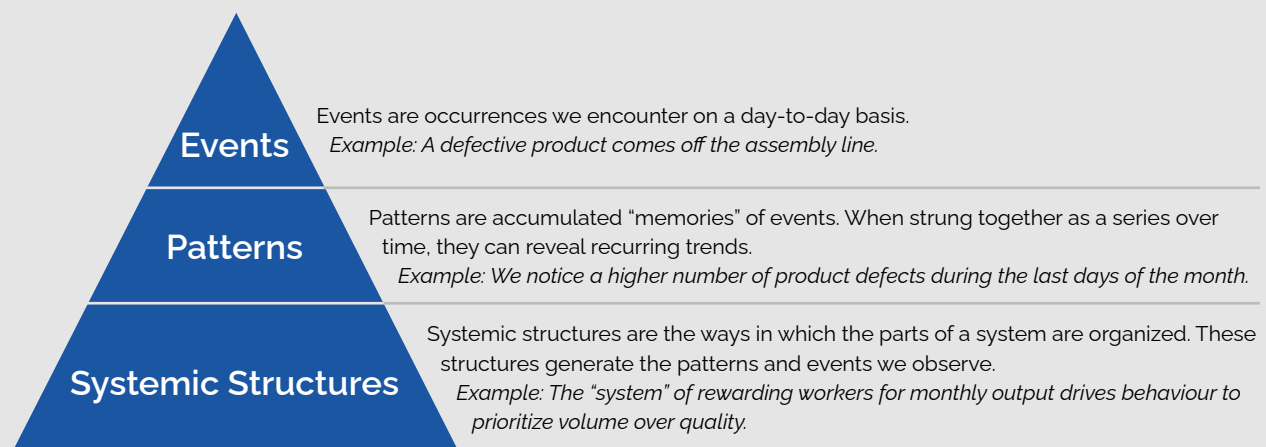 Events
Events are occurrences we encounter on a day-to-day basis.
Example: A defective product comes off the assembly line.
Patterns
Patterns are accumulated “memories” of events. When strung together as a series over
time, they can reveal recurring trends.
Example: We notice a higher number of product defects during the last days of the month.
Systemic Structures
Systemic structures are the ways in which the parts of a system are organized. These
structures generate the patterns and events we observe.
Example: The “system” of rewarding workers for monthly output drives behaviour to
prioritize volume over quality.